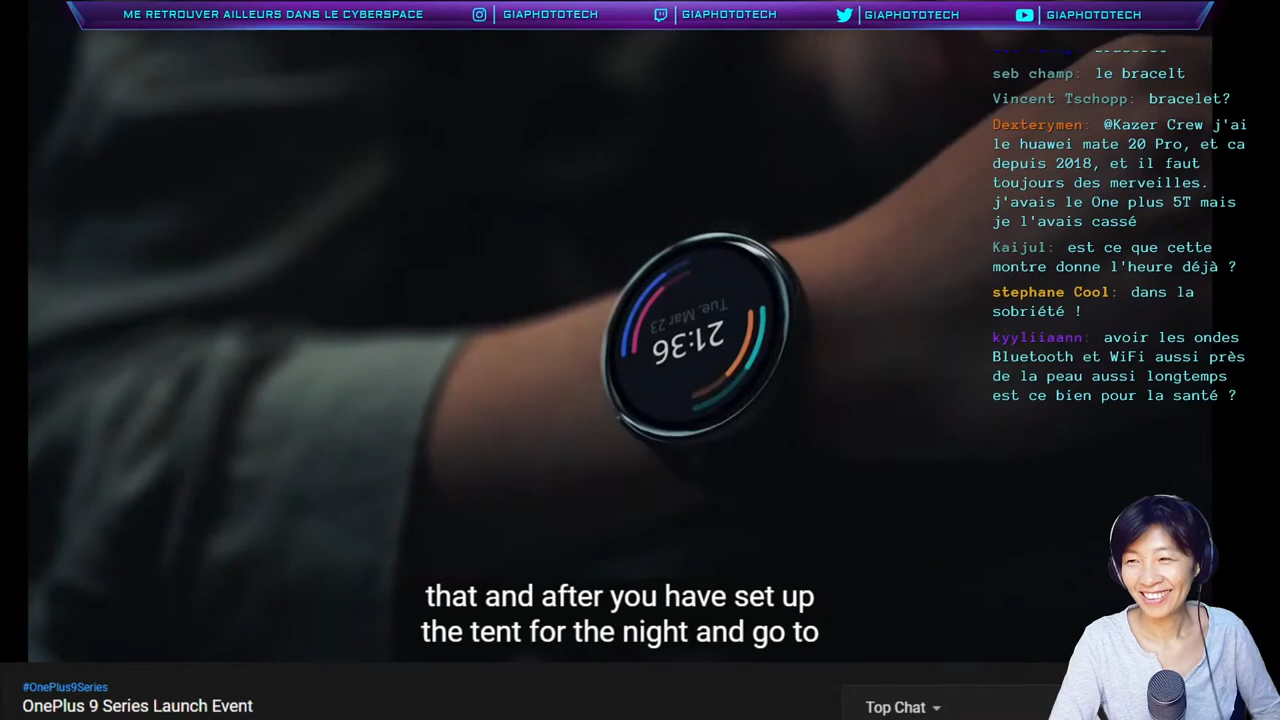 ME RETROUVER AILLEURS DANS LE CYBERSPACE
GIAPHOTOTECH
GIAPHOTOTECH
GIAPHOTOTECH
GIAPHOTOTECH
seb champ: le bracelt
Vincent Tschopp: bracelet?
Dexterymen: @Kazer Crew j'ai
le huawei mate 20 Pro, et ca
depuis 2018, et il faut
toujours des merveilles.
j'avais le One plus 5T mais
je l'avais cassé
Kaijul: est ce que cette
montre donne l'heure déjà ?
stephane Cool: dans la
sobriété !
kyyliiaann: avoir les ondes
Bluetooth et WiFi aussi près
de la peau aussi longtemps
est ce bien pour la santé ?
Tue, Mar 23
21:36
that and after you have set up
the tent for the night and go to
#OnePlus9Series
OnePlus 9 Series Launch Event
Top Chat